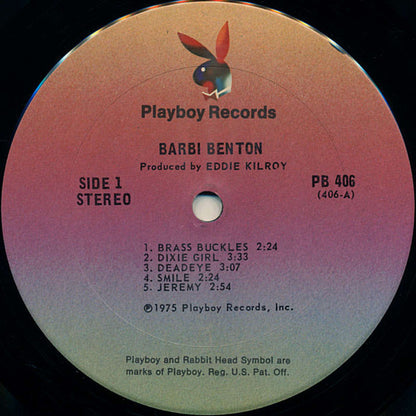 Playboy Records
BARBI BENTON
Produced by EDDIE KILROY
SIDE 1
STEREO
PB 406
(406-A)
1. BRASS BUCKLES 2:24
2. DIXIE GIRL 3:33
3. DEADEYE 3:07
4. SMILE 2:24
5. JEREMY 2:54
℗1975 Playboy Records, Inc.
Playboy and Rabbit Head Symbol are
marks of Playboy. Reg. U.S. Pat. Off.